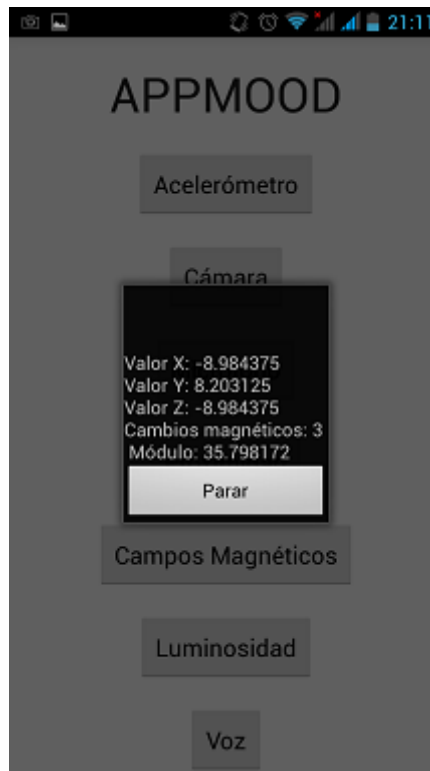 21:11
APPMOOD
Acelerómetro
Cámara
Valor X: -8.984375
Valor Y: 8.203125
Valor Z: -8.984375
Cambios magnéticos: 3
Módulo: 35.798172
Parar
Campos Magnéticos
Luminosidad
Voz